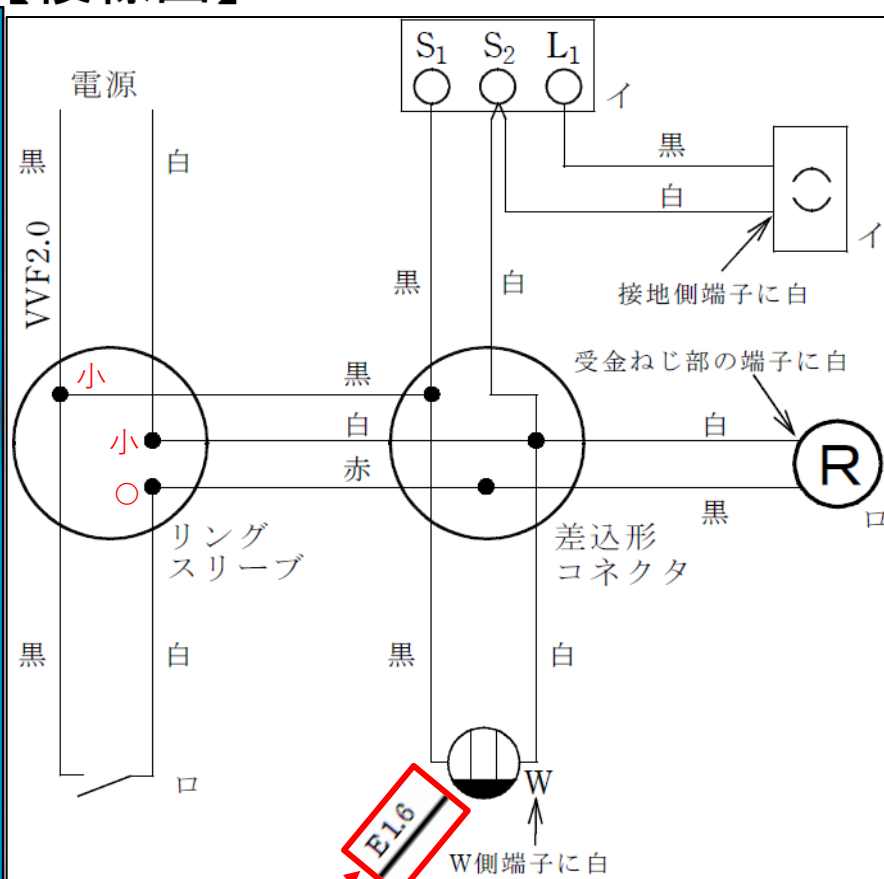 S₁ S₂ L₁
イ
電源
黒
白
黒
白
イ
接地側端子に白
VVF2.0
黒
白
受金ねじ部の端子に白
小
黒
小
白
白
○
赤
R
黒
ロ
リング
スリーブ
差込形
コネクタ
黒
白
黒
白
ロ
W
E1.6
W側端子に白